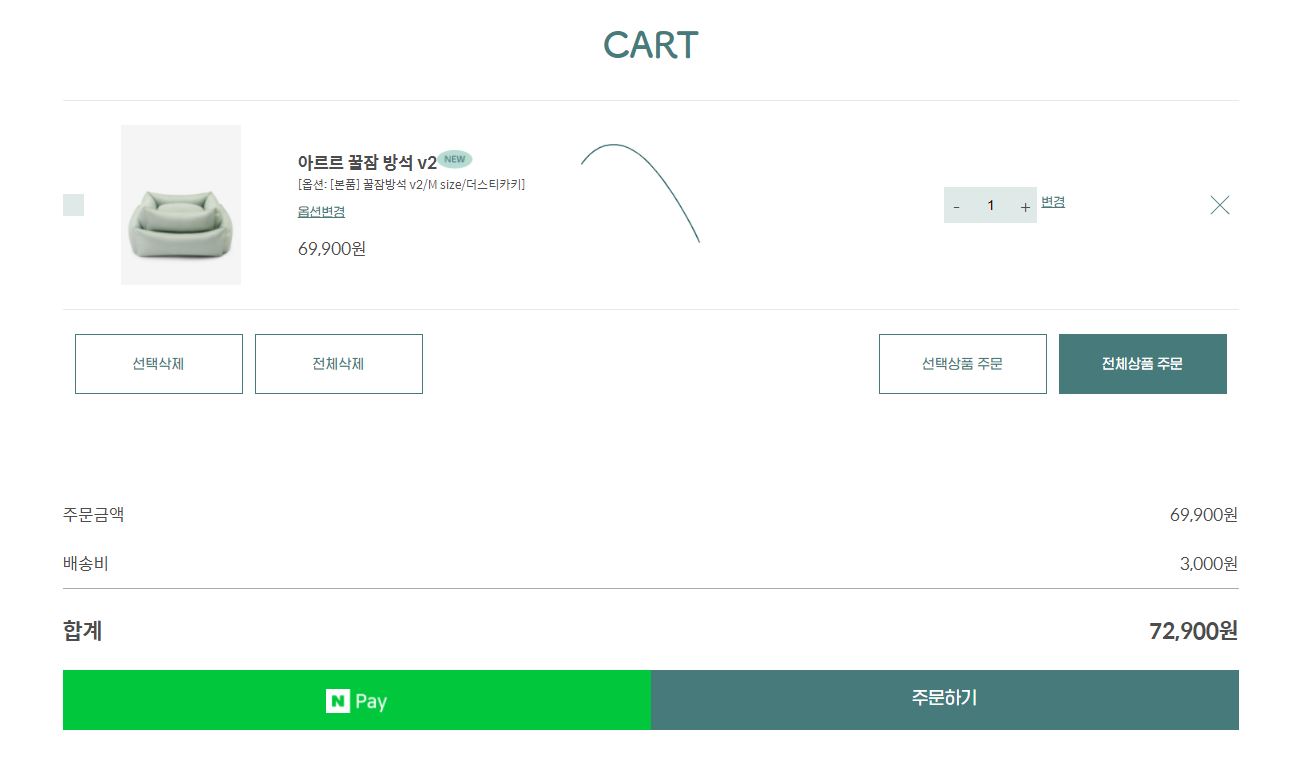 CART
아르르 꿀잠 방석 v2 NEW
[옵션: [본품] 꿀잠방석 v2/M size/더스티카키]
옵션변경
69,900원
- 1 + 변경
선택삭제 전체삭제 선택상품 주문 전체상품 주문
주문금액 69,900원
배송비 3,000원
합계 72,900원
N Pay 주문하기